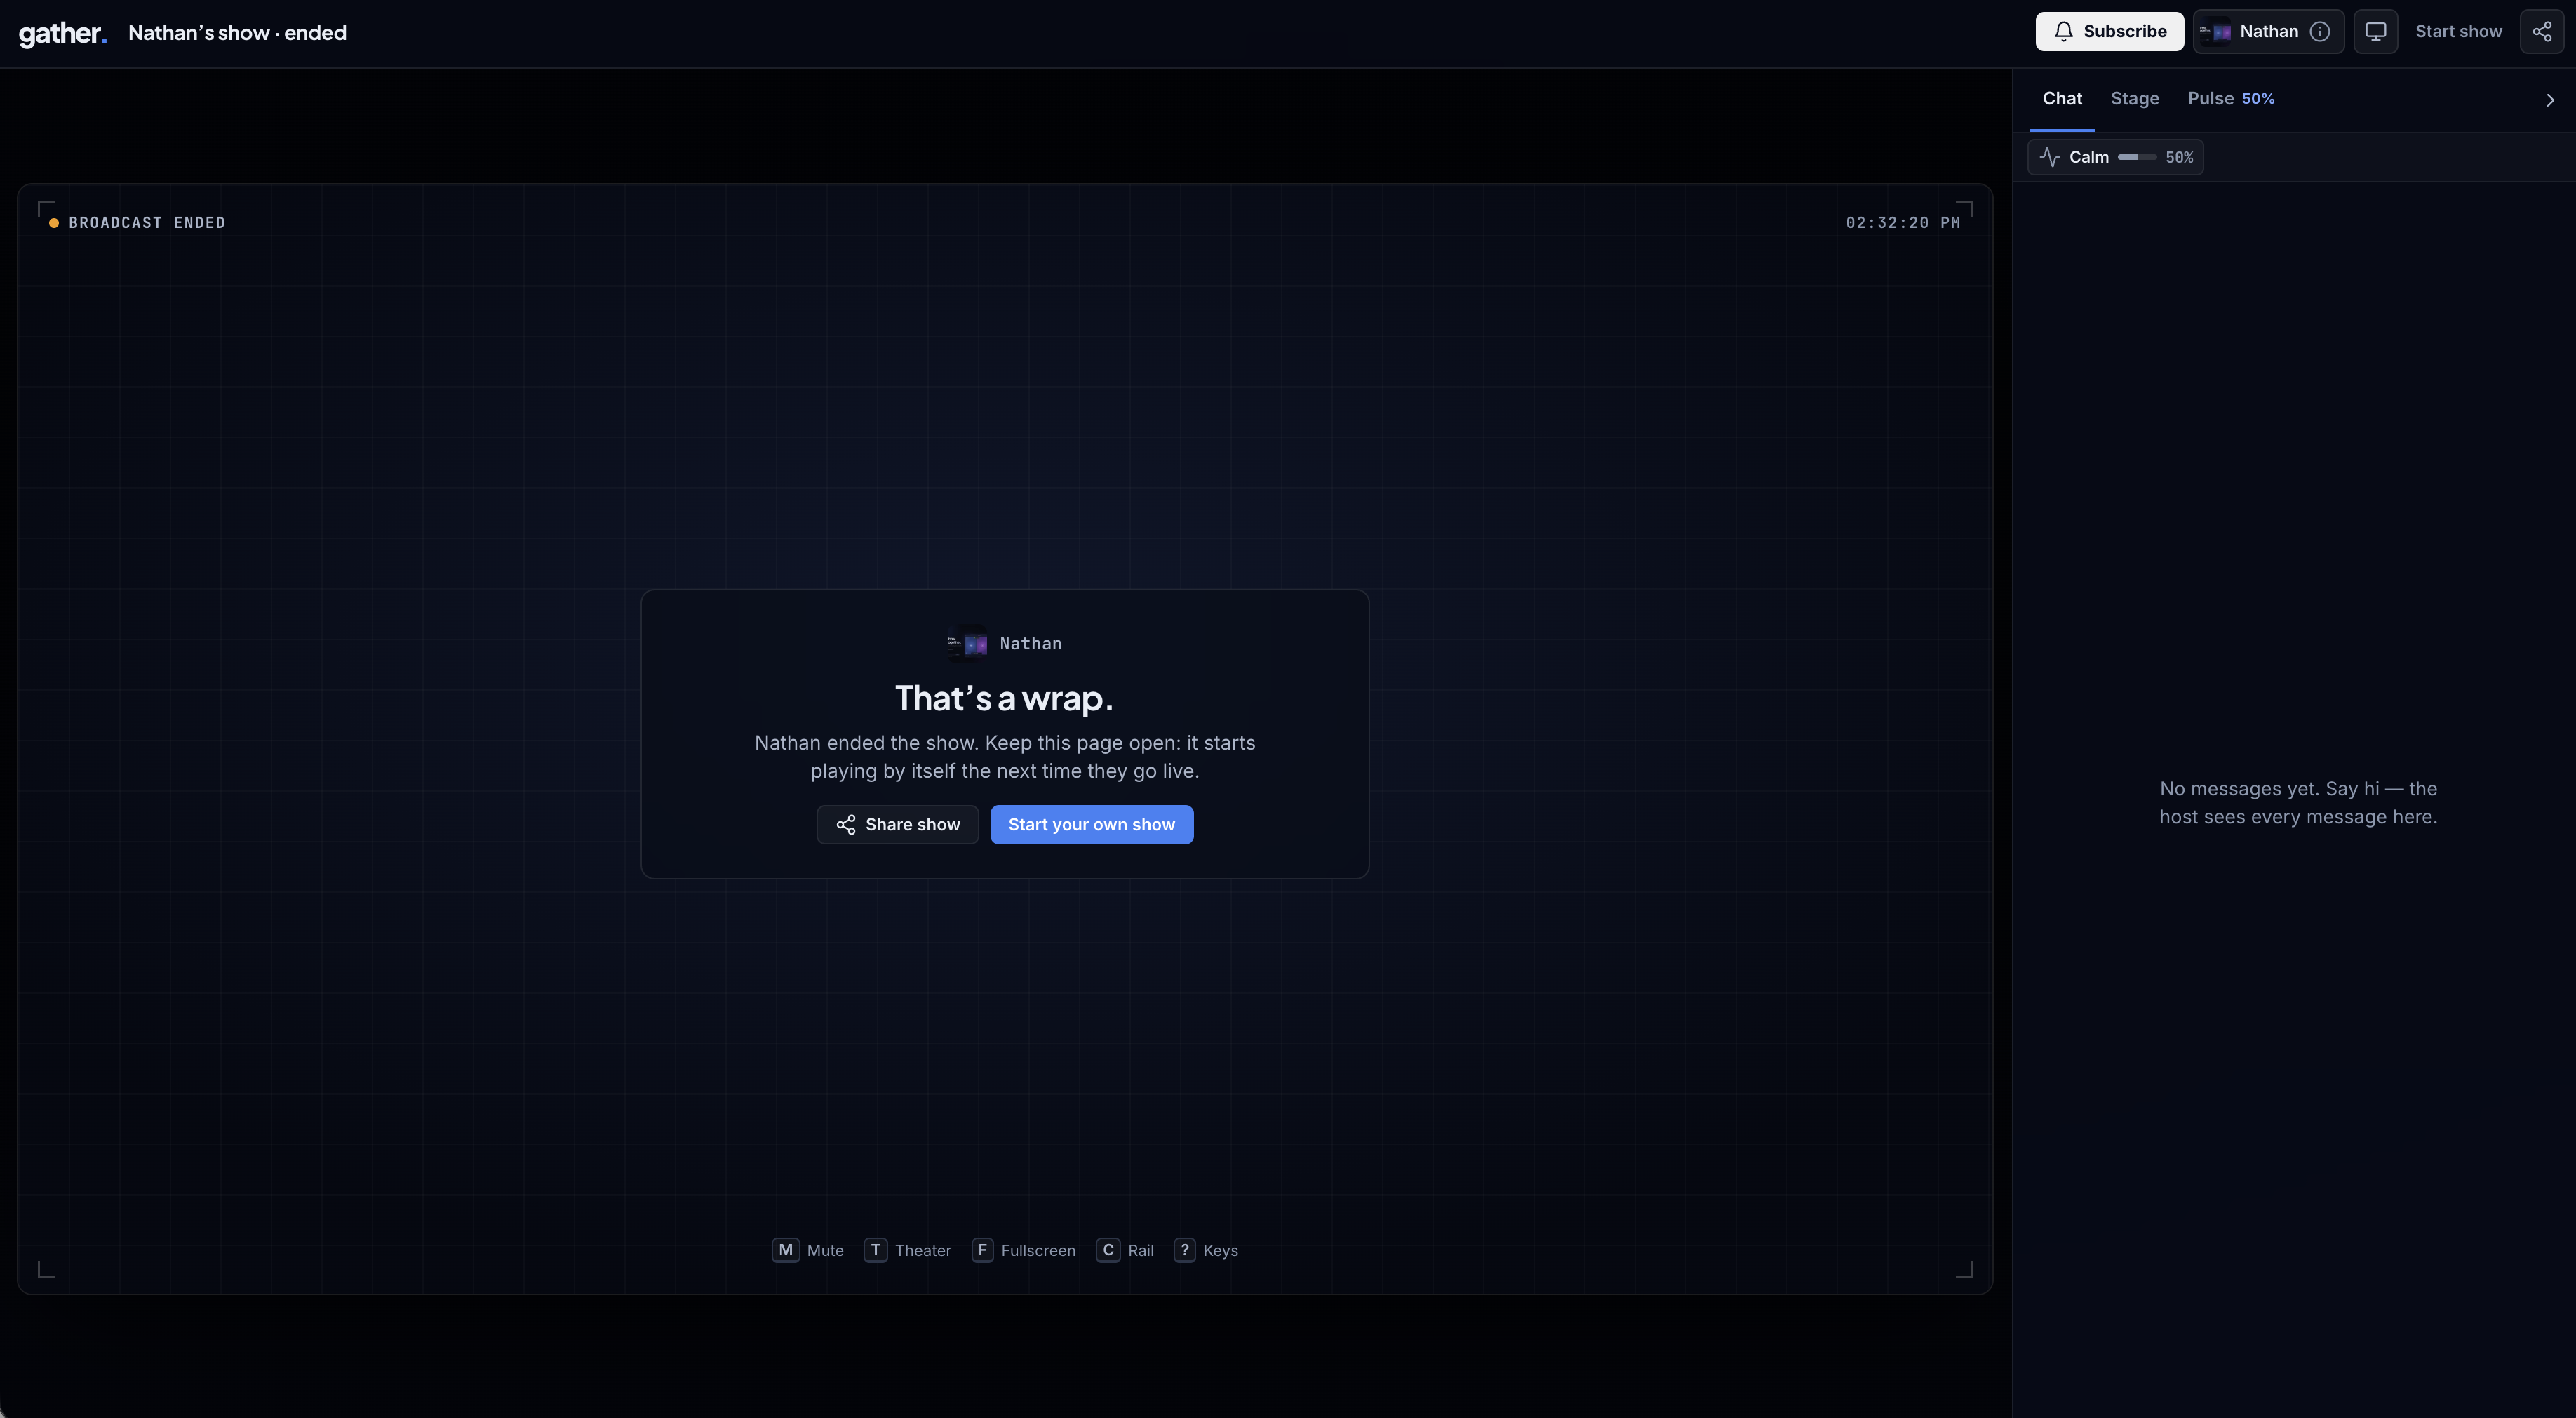 gather.
Nathan’s show · ended
Subscribe
Nathan
Start show
Chat
Stage
Pulse 50%
Calm 50%
BROADCAST ENDED
02:32:20 PM
Nathan
That’s a wrap.
Nathan ended the show. Keep this page open: it starts
playing by itself the next time they go live.
Share show
Start your own show
No messages yet. Say hi — the
host sees every message here.
M Mute
T Theater
F Fullscreen
C Rail
? Keys